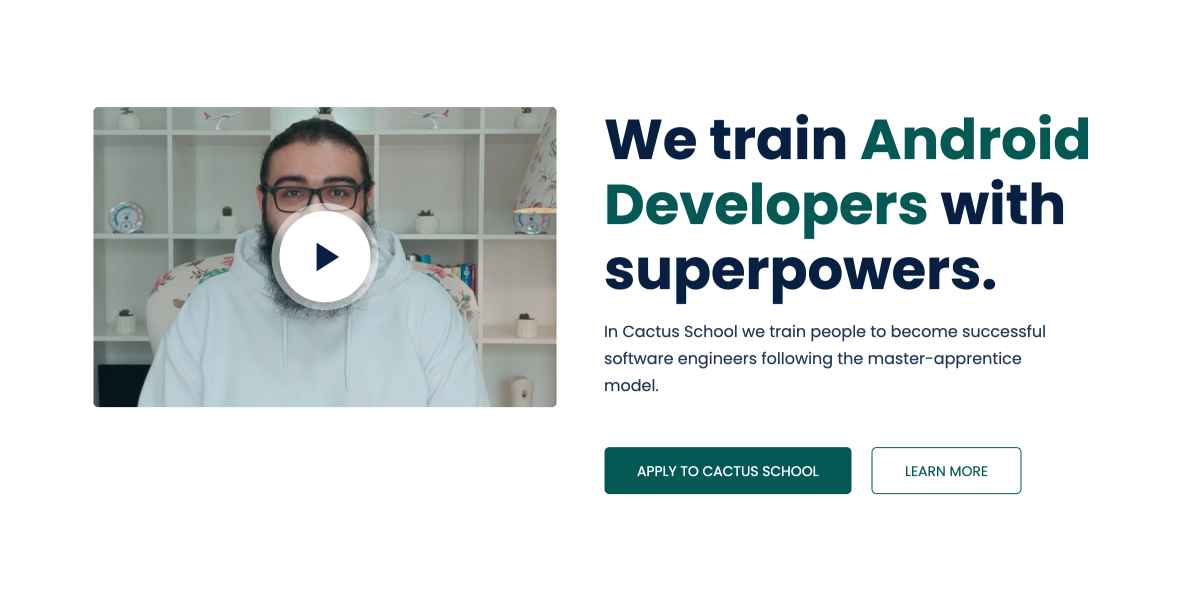 We train Android
Developers with
superpowers.
In Cactus School we train people to become successful
software engineers following the master-apprentice
model.
APPLY TO CACTUS SCHOOL
LEARN MORE